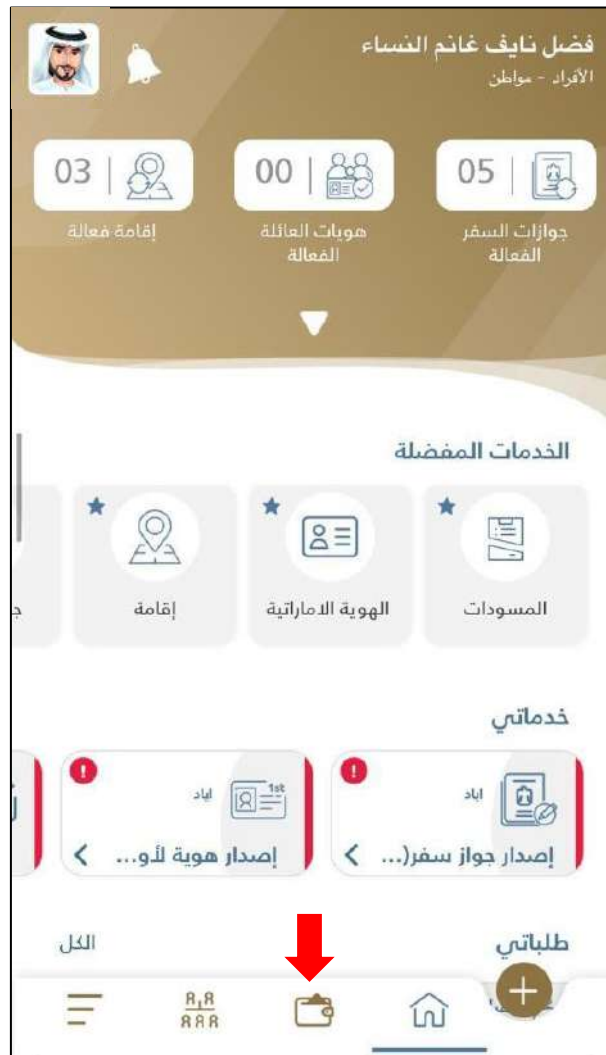 فضل نايف غانم النساء
الأفراد - مواطن
05
00
03
جوازات السفر
الفعالة
هويات العائلة
الفعالة
إقامة فعالة
الخدمات المفضلة
المسودات
الهوية الاماراتية
إقامة
خدماتي
اياد
إصدار جواز سفر(...
1st
اياد
إصدار هوية لأو...
طلباتي
الكل